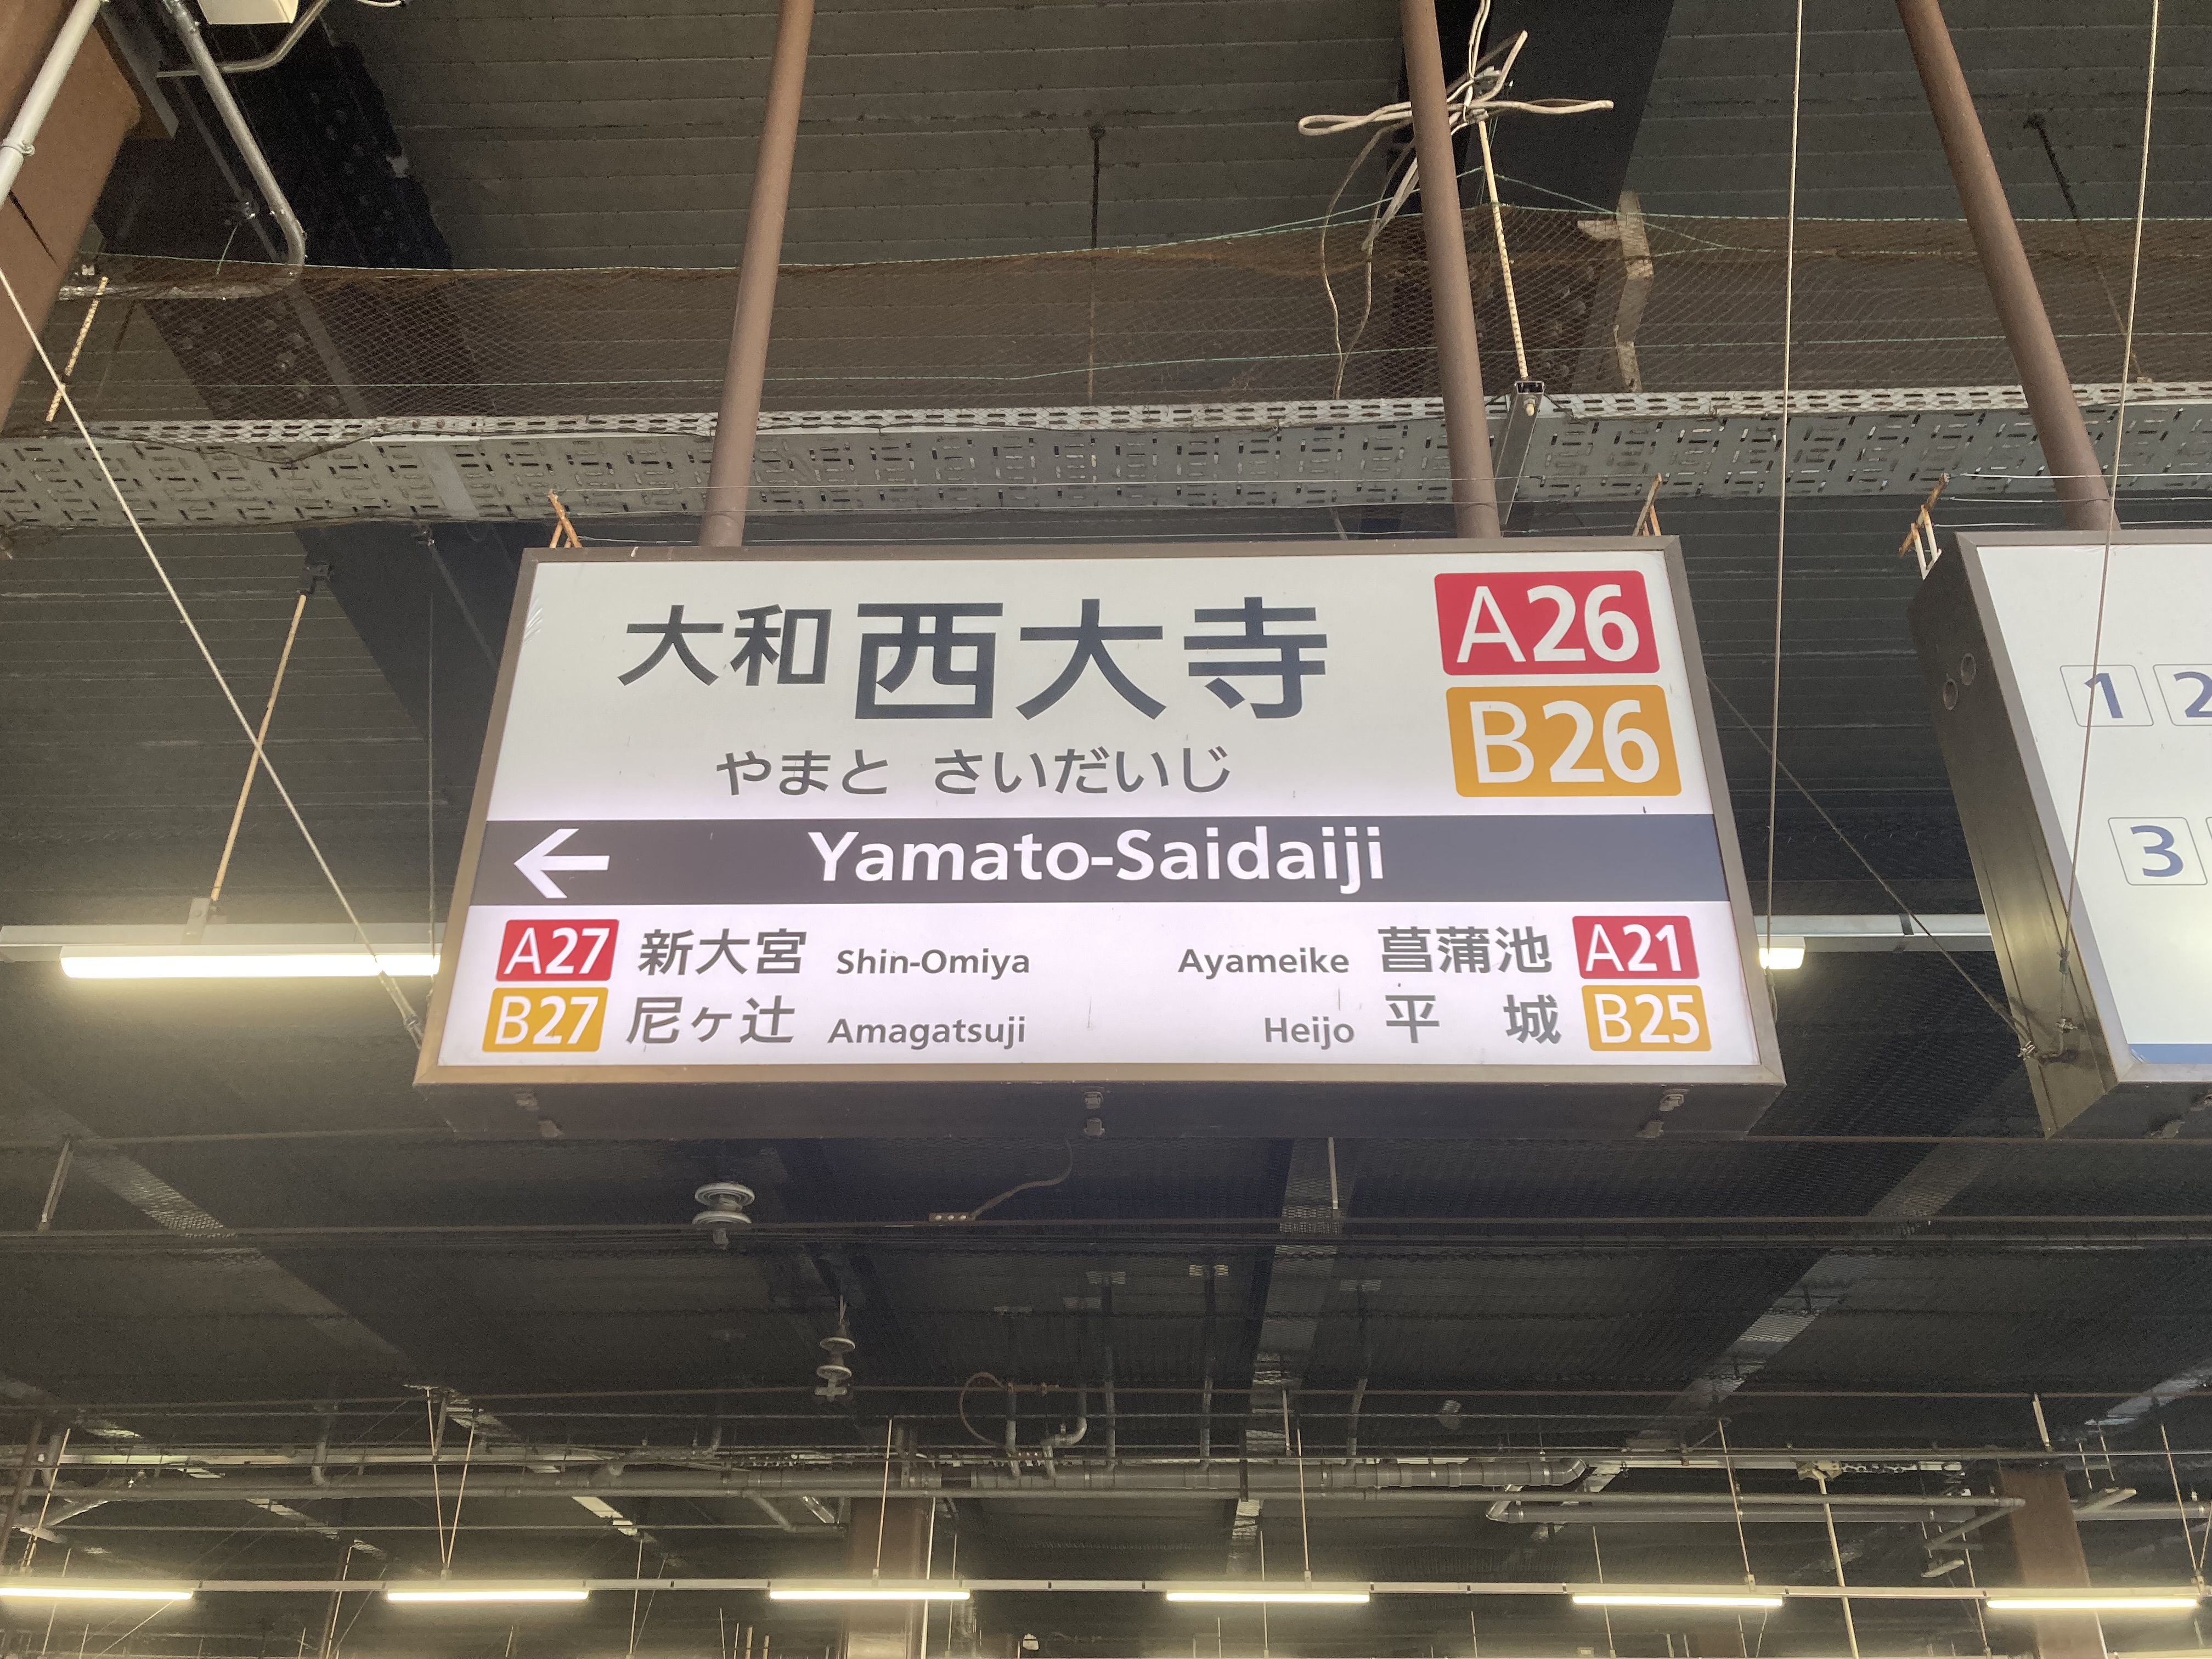 大和西大寺 A26
B26
やまと さいだいじ
← Yamato-Saidaiji
A27 新大宮 Shin-Omiya Ayameike 菖蒲池 A21
B27 尼ヶ辻 Amagatsuji Heijo 平 城 B25
1 2
3